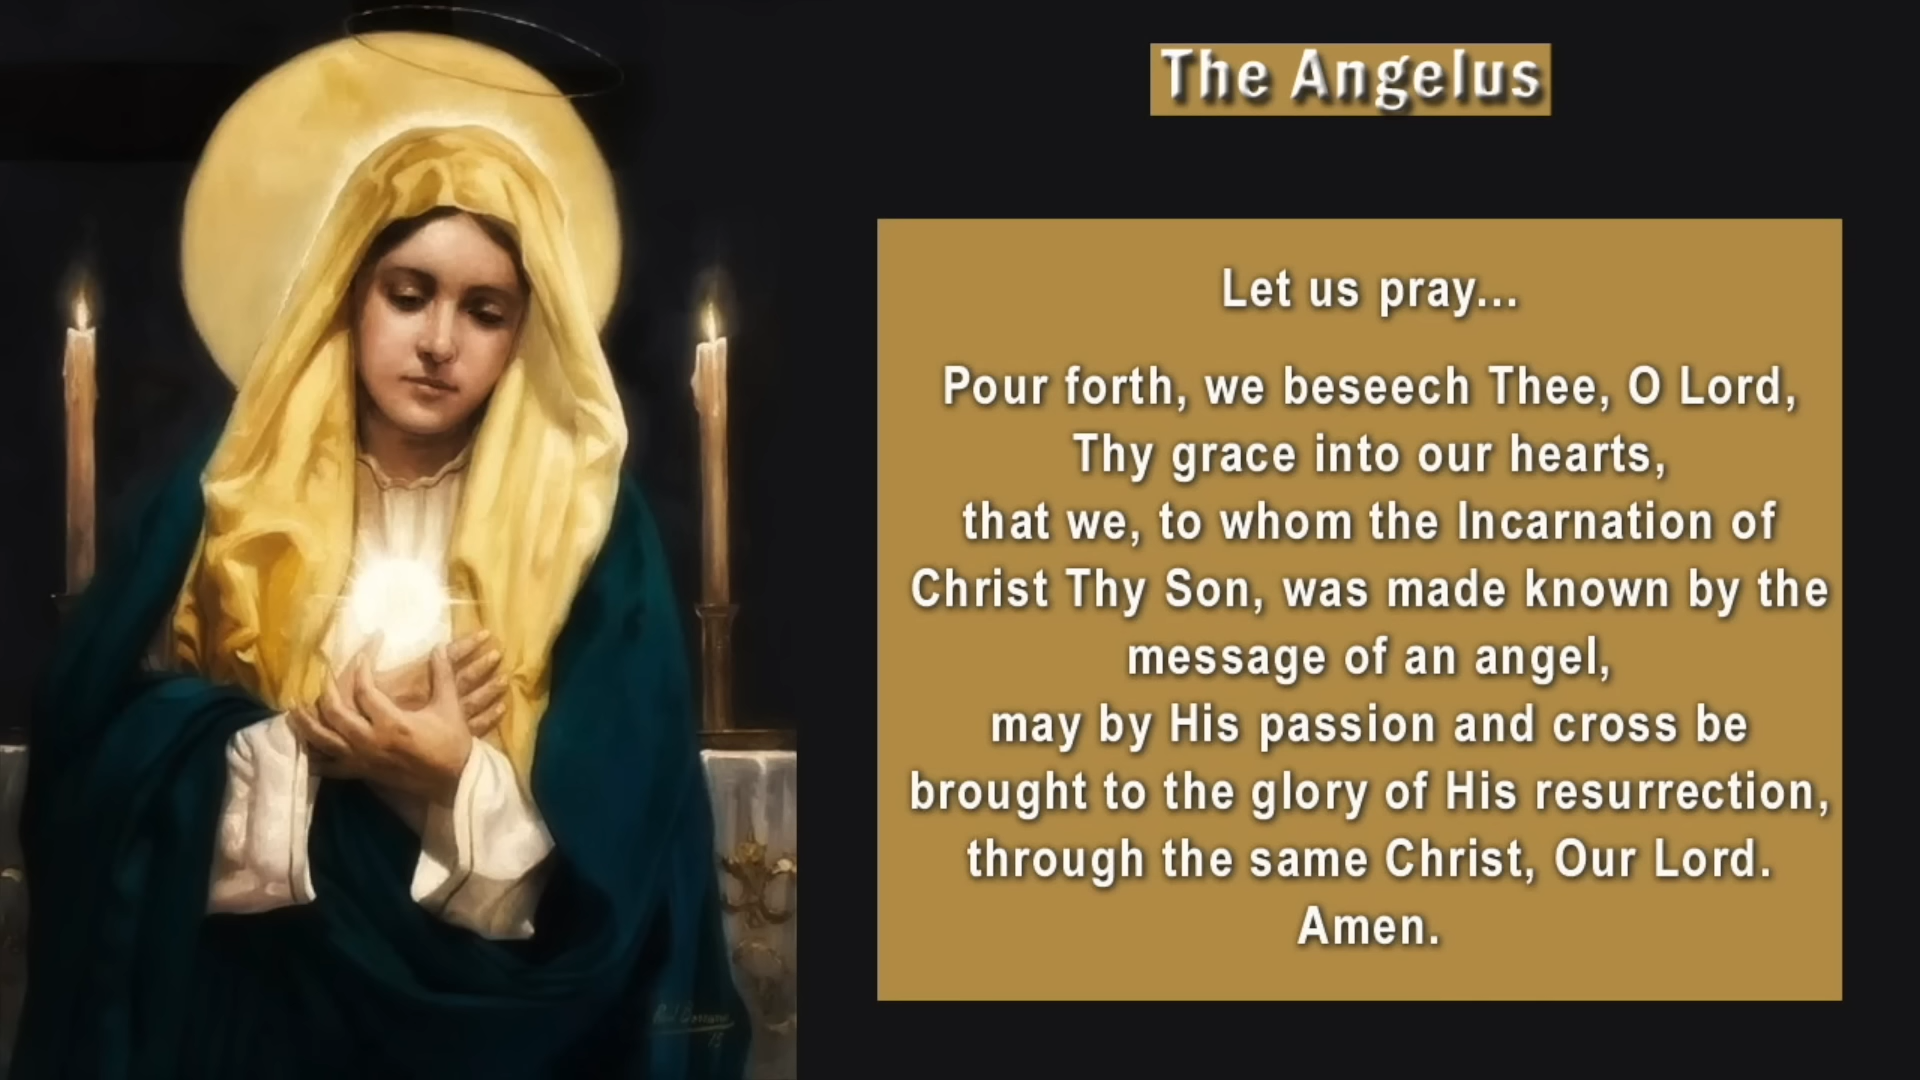 The Angelus
Let us pray...
Pour forth, we beseech Thee, O Lord,
Thy grace into our hearts,
that we, to whom the Incarnation of
Christ Thy Son, was made known by the
message of an angel,
may by His passion and cross be
brought to the glory of His resurrection,
through the same Christ, Our Lord.
Amen.